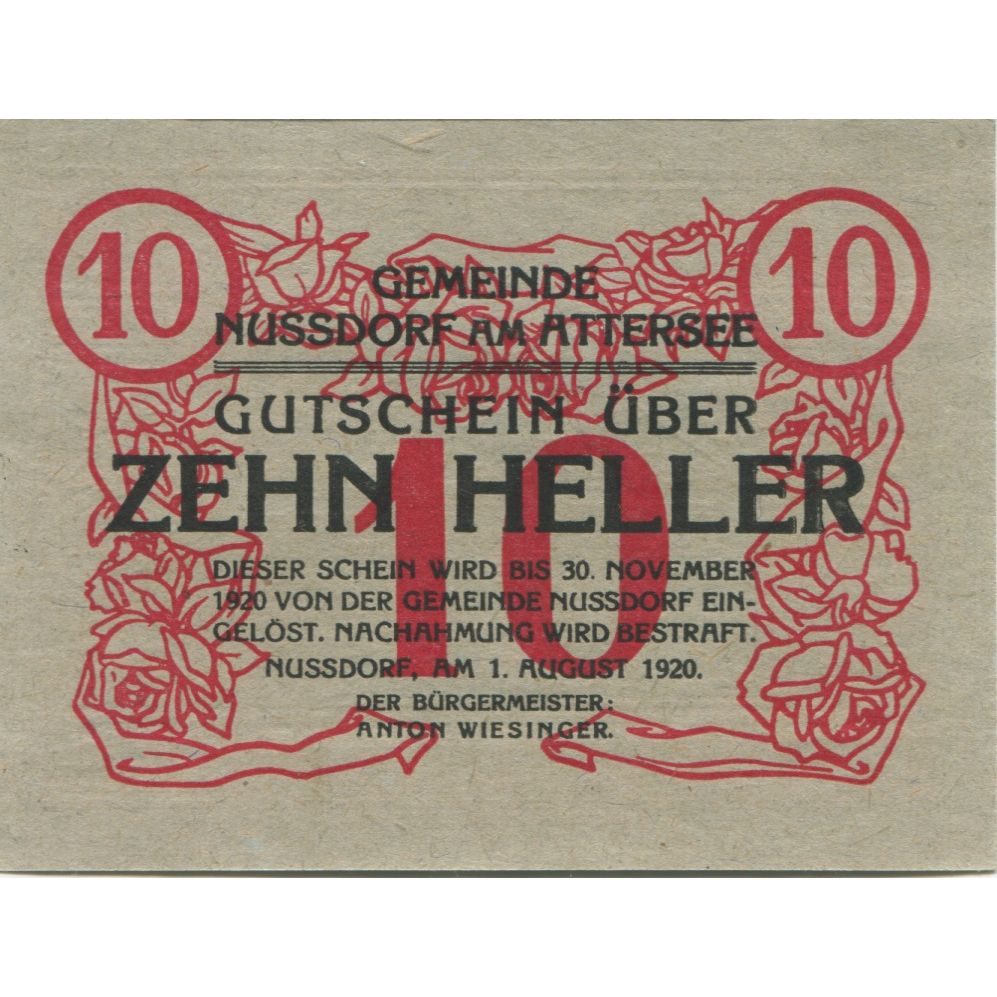 10 10
GEMEINDE
NUSSDORF AM ATTERSEE
GUTSCHEIN ÜBER
ZEHN HELLER
10
DIESER SCHEIN WIRD BIS 30. NOVEMBER
1920 VON DER GEMEINDE NUSSDORF EIN-
GELÖST. NACHAHMUNG WIRD BESTRAFT.
NUSSDORF, AM 1. AUGUST 1920.
DER BÜRGERMEISTER:
ANTON WIESINGER.